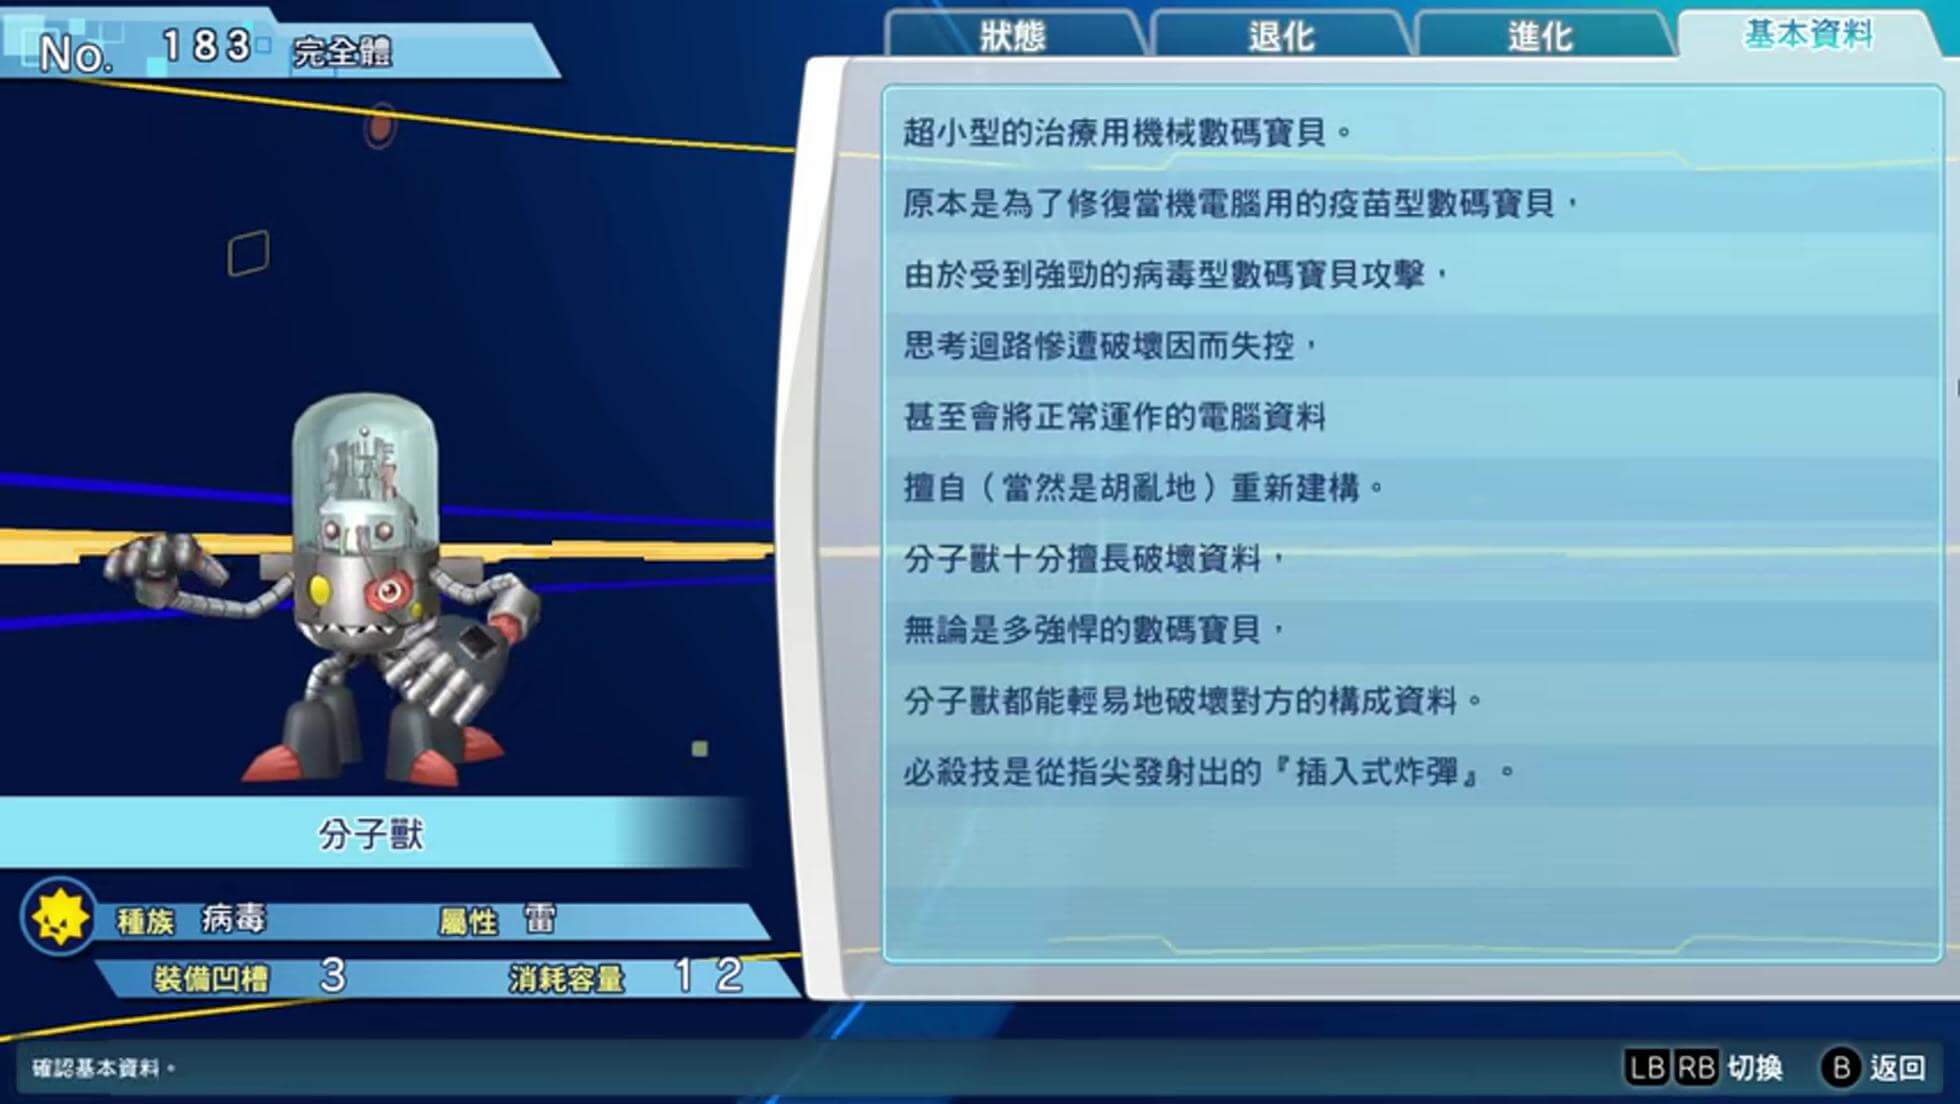 No. 183 完全體
狀態 退化 進化 基本資料
超小型的治療用機械數碼寶貝。
原本是為了修復當機電腦用的疫苗型數碼寶貝，
由於受到強勁的病毒型數碼寶貝攻擊，
思考迴路慘遭破壞因而失控，
甚至會將正常運作的電腦資料
擅自（當然是胡亂地）重新建構。
分子獸十分擅長破壞資料，
無論是多強悍的數碼寶貝，
分子獸都能輕易地破壞對方的構成資料。
必殺技是從指尖發射出的『插入式炸彈』。
分子獸
種族 病毒 屬性 雷
裝備凹槽 3 消耗容量 12
確認基本資料。
LB RB 切換 B 返回